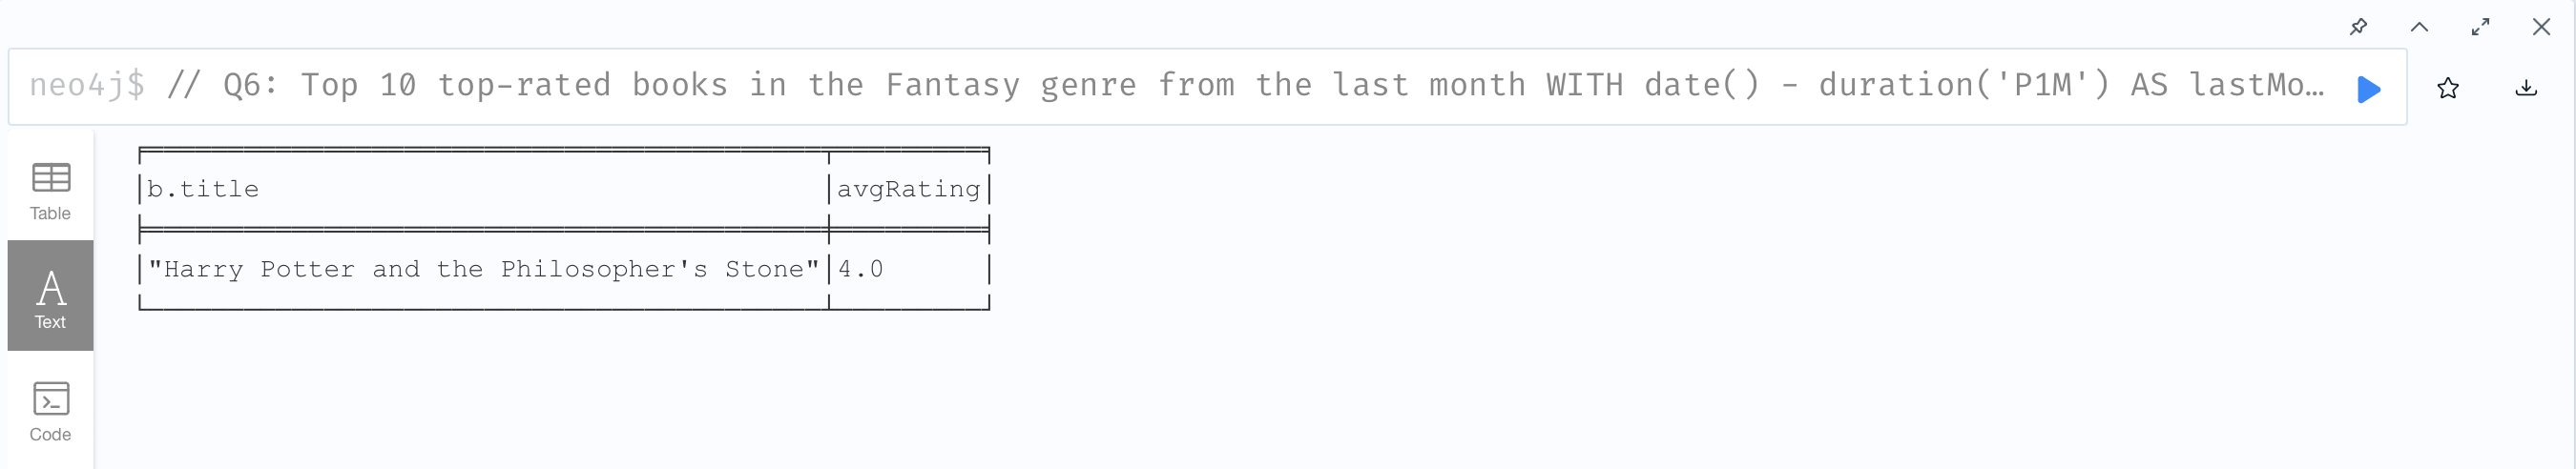 neo4j$ // Q6: Top 10 top-rated books in the Fantasy genre from the last month WITH date() - duration('P1M') AS lastMo…
Table
b.title avgRating
"Harry Potter and the Philosopher's Stone" 4.0
A
Text
Code